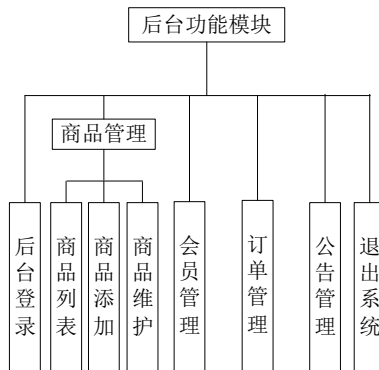 后台功能模块
商品管理
后台登录
商品列表
商品添加
商品维护
会员管理
订单管理
公告管理
退出系统